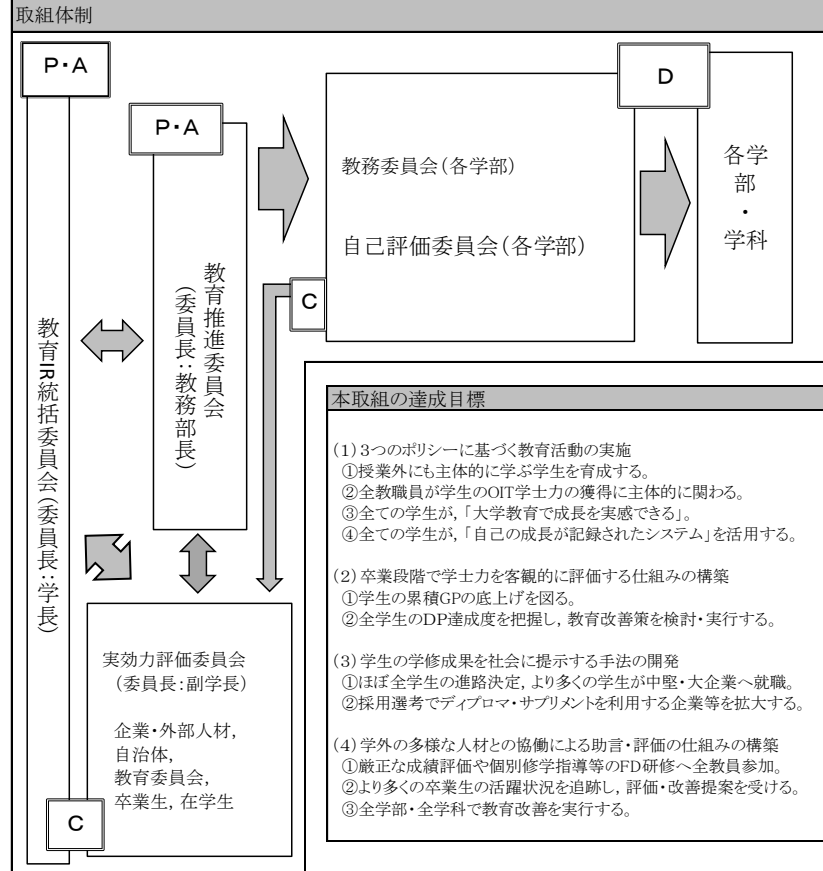 取組体制
P・A
教育IR統括委員会(委員長:学長)
P・A
教育推進委員会
(委員長:教務部長)
教務委員会(各学部)
自己評価委員会(各学部)
C
D
各学
部
・
学科
実効力評価委員会
(委員長:副学長)
企業・外部人材,
自治体,
教育委員会,
卒業生,在学生
C
本取組の達成目標
(1)3つのポリシーに基づく教育活動の実施
①授業外にも主体的に学ぶ学生を育成する。
②全教職員が学生のOIT学士力の獲得に主体的に関わる。
③全ての学生が,「大学教育で成長を実感できる」。
④全ての学生が,「自己の成長が記録されたシステム」を活用する。
(2)卒業段階で学士力を客観的に評価する仕組みの構築
①学生の累積GPの底上げを図る。
②全学生のDP達成度を把握し,教育改善策を検討・実行する。
(3)学生の学修成果を社会に提示する手法の開発
①ほぼ全学生の進路決定,より多くの学生が中堅・大企業へ就職。
②採用選考でディプロマ・サプリメントを利用する企業等を拡大する。
(4)学外の多様な人材との協働による助言・評価の仕組みの構築
①厳正な成績評価や個別修学指導等のFD研修へ全教員参加。
②より多くの卒業生の活躍状況を追跡し,評価・改善提案を受ける。
③全学部・全学科で教育改善を実行する。